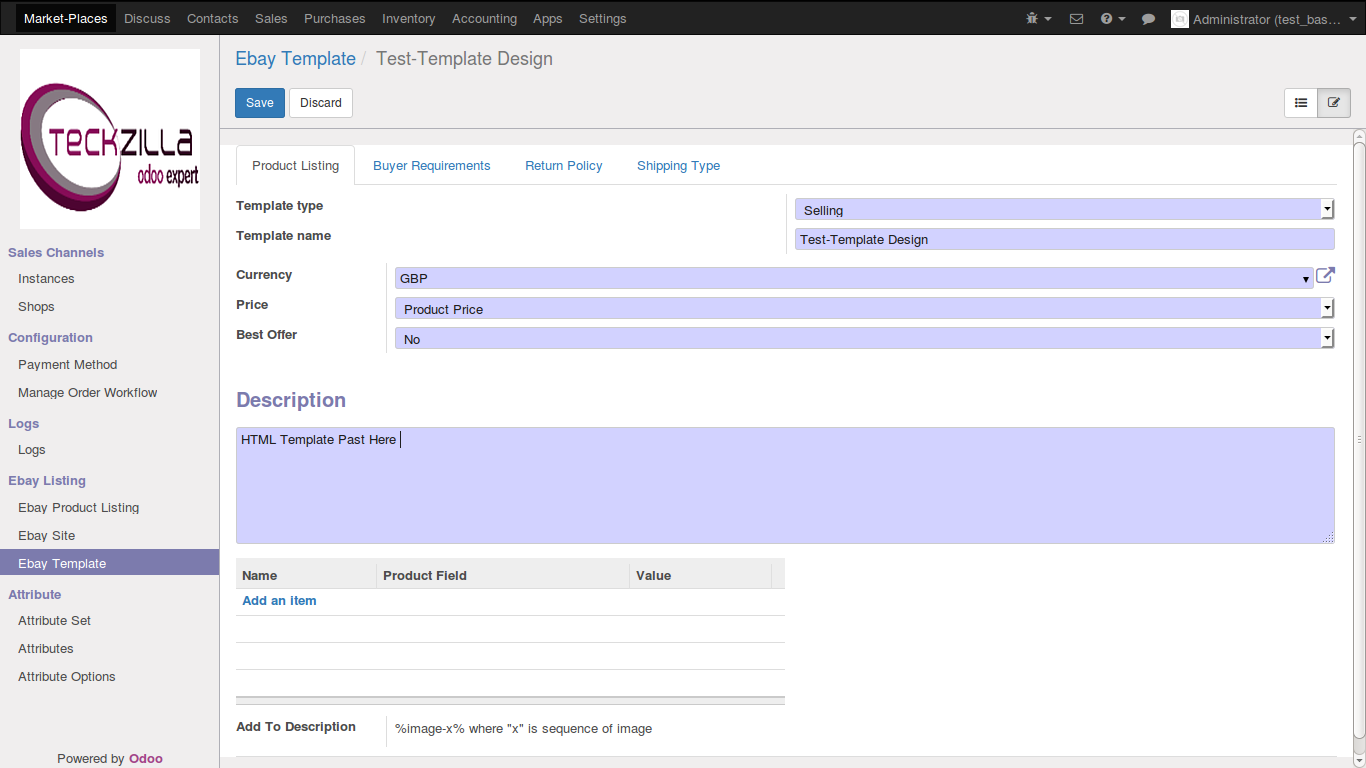 Market-Places Discuss Contacts Sales Purchases Inventory Accounting Apps Settings Administrator (test_bas...
TECKZILLA
odoo expert
Sales Channels
Instances
Shops
Configuration
Payment Method
Manage Order Workflow
Logs
Logs
Ebay Listing
Ebay Product Listing
Ebay Site
Ebay Template
Attribute
Attribute Set
Attributes
Attribute Options
Powered by Odoo
Ebay Template / Test-Template Design
Save Discard
Product Listing Buyer Requirements Return Policy Shipping Type
Template type Selling
Template name Test-Template Design
Currency GBP
Price Product Price
Best Offer No
Description
HTML Template Past Here
Name Product Field Value
Add an item
Add To Description %image-x% where "x" is sequence of image